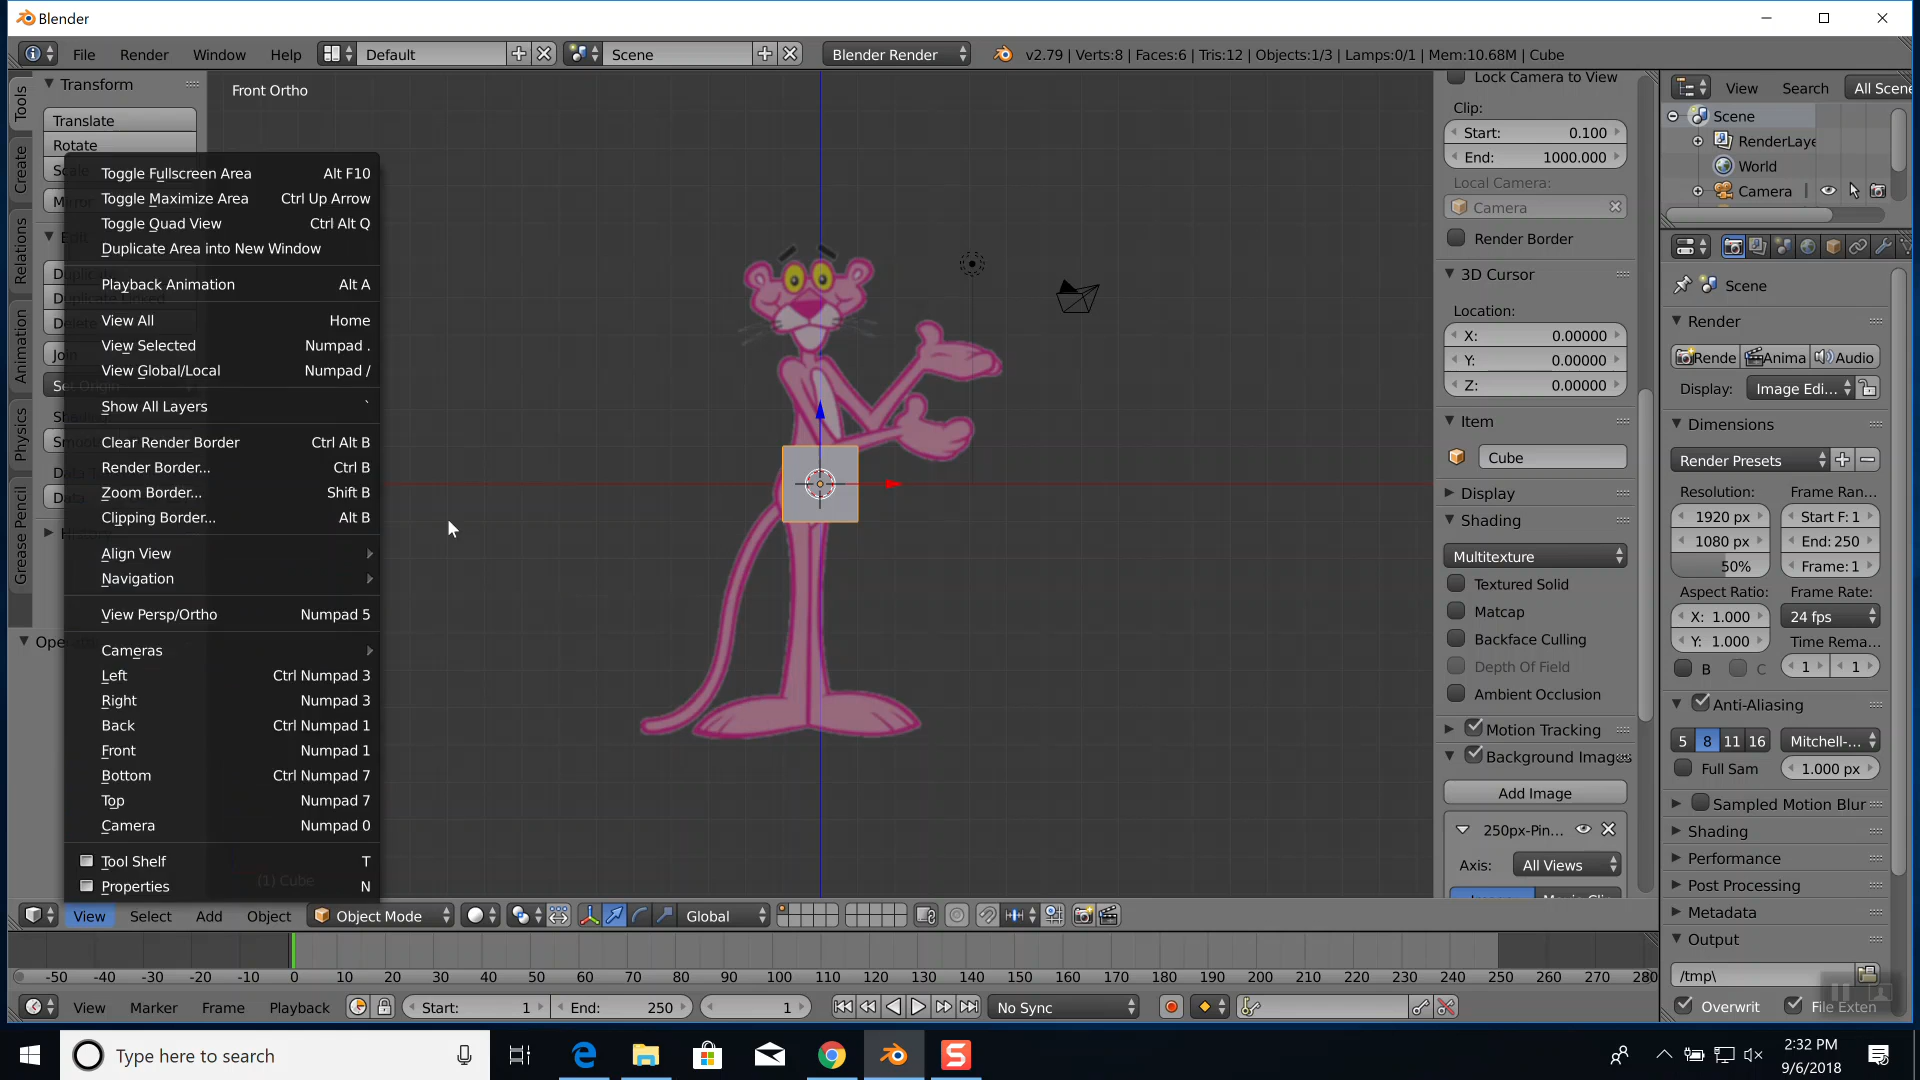 Blender
File Render Window Help Default Scene Blender Render v2.79 | Verts:8 | Faces:6 | Tris:12 | Objects:1/3 | Lamps:0/1 | Mem:10.68M | Cube
Tools
Create
Relations
Animation
Physics
Grease Pencil
Transform
Translate
Rotate
Front Ortho
Toggle Fullscreen Area Alt F10
Toggle Maximize Area Ctrl Up Arrow
Toggle Quad View Ctrl Alt Q
Duplicate Area into New Window
Playback Animation Alt A
View All Home
View Selected Numpad .
View Global/Local Numpad /
Show All Layers `
Clear Render Border Ctrl Alt B
Render Border... Ctrl B
Zoom Border... Shift B
Clipping Border... Alt B
Align View
Navigation
View Persp/Ortho Numpad 5
Cameras
Left Ctrl Numpad 3
Right Numpad 3
Back Ctrl Numpad 1
Front Numpad 1
Bottom Ctrl Numpad 7
Top Numpad 7
Camera Numpad 0
Tool Shelf T
Properties N
(1) Cube
Lock Camera to View
Clip:
Start: 0.100
End: 1000.000
Local Camera:
Camera
Render Border
3D Cursor
Location:
X: 0.00000
Y: 0.00000
Z: 0.00000
Item
Cube
Display
Shading
Multitexture
Textured Solid
Matcap
Backface Culling
Depth Of Field
Ambient Occlusion
Motion Tracking
Background Images
Add Image
250px-Pin...
Axis: All Views
View Search All Scene
Scene
RenderLaye
World
Camera
Scene
Render
Rende Anima Audio
Display: Image Edi...
Dimensions
Render Presets
Resolution: Frame Ran...
1920 px Start F: 1
1080 px End: 250
50% Frame: 1
Aspect Ratio: Frame Rate:
X: 1.000 24 fps
Y: 1.000 Time Rema...
B C 1 1
Anti-Aliasing
5 8 11 16 Mitchell-...
Full Sam 1.000 px
Sampled Motion Blur
Shading
Performance
Post Processing
Metadata
Output
/tmp\
Overwrit File Exten
View Select Add Object Object Mode Global
-50 -40 -30 -20 -10 0 10 20 30 40 50 60 70 80 90 100 110 120 130 140 150 160 170 180 190 200 210 220 230 240 250 260 270 280
View Marker Frame Playback Start: 1 End: 250 1 No Sync
Type here to search
2:32 PM
9/6/2018